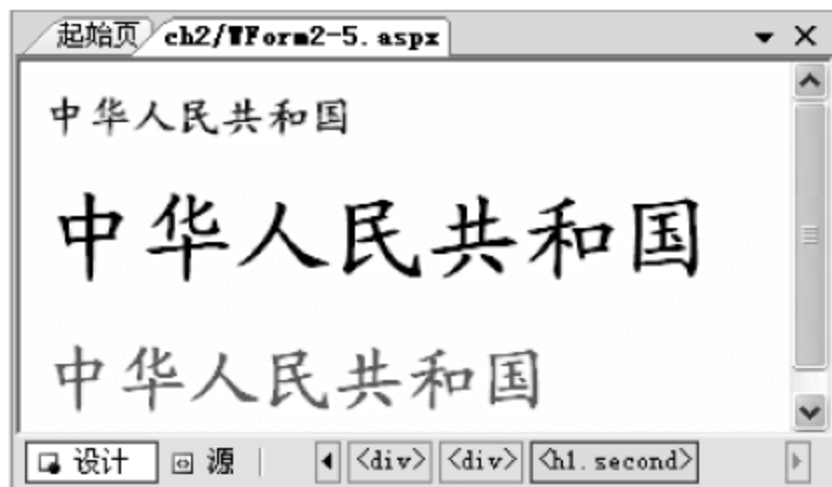 起始页 ch2/WForm2-5.aspx
中华人民共和国
中华人民共和国
中华人民共和国
设计 源 <div> <div> <h1.second>